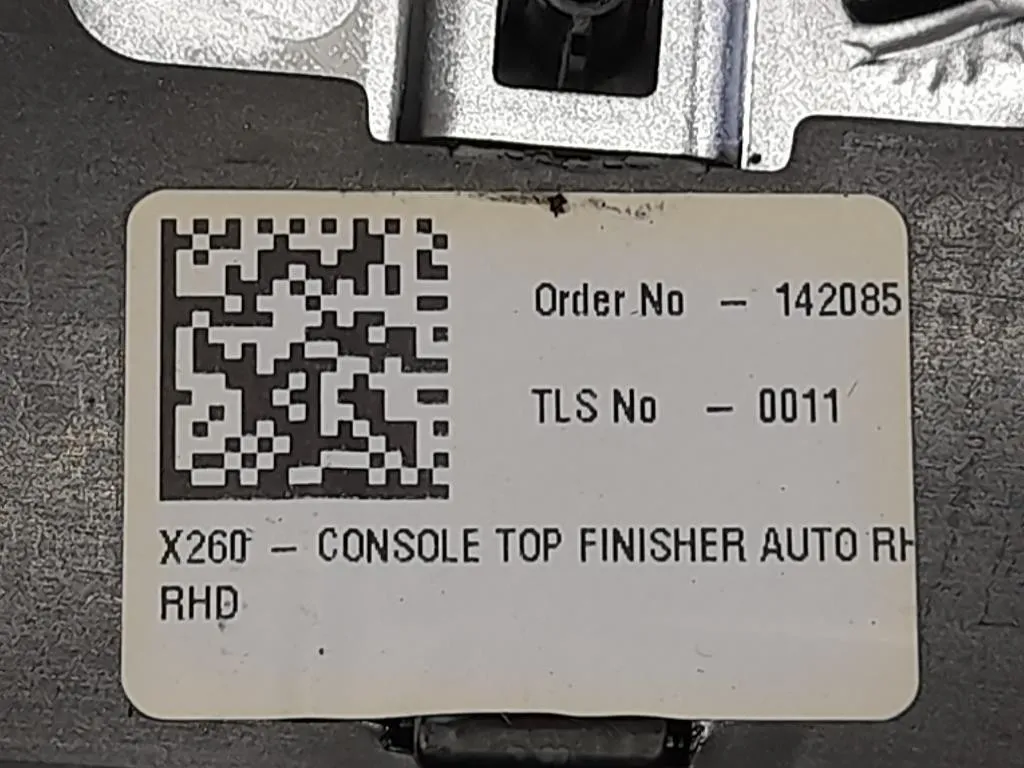 Order No - 142085
TLS No - 0011
X260 - CONSOLE TOP FINISHER AUTO RH
RHD